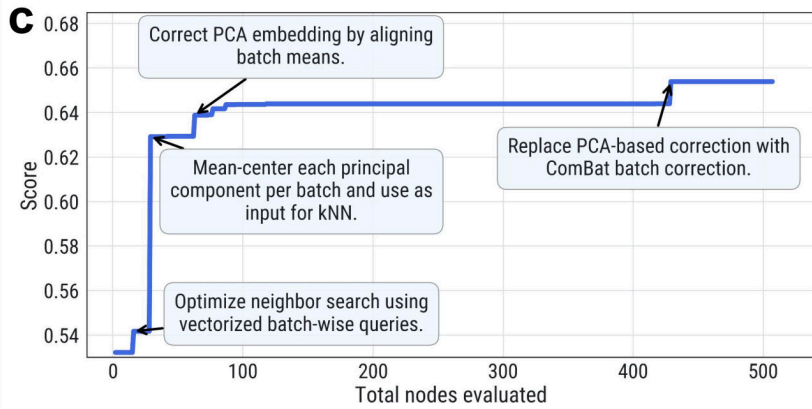 C
0.68
Correct PCA embedding by aligning
batch means.
0.66
0.64
Replace PCA-based correction with
ComBat batch correction.
0.62
Mean-center each principal
component per batch and use as
input for kNN.
Score
0.60
0.58
0.56
Optimize neighbor search using
vectorized batch-wise queries.
0.54
0 100 200 300 400 500
Total nodes evaluated